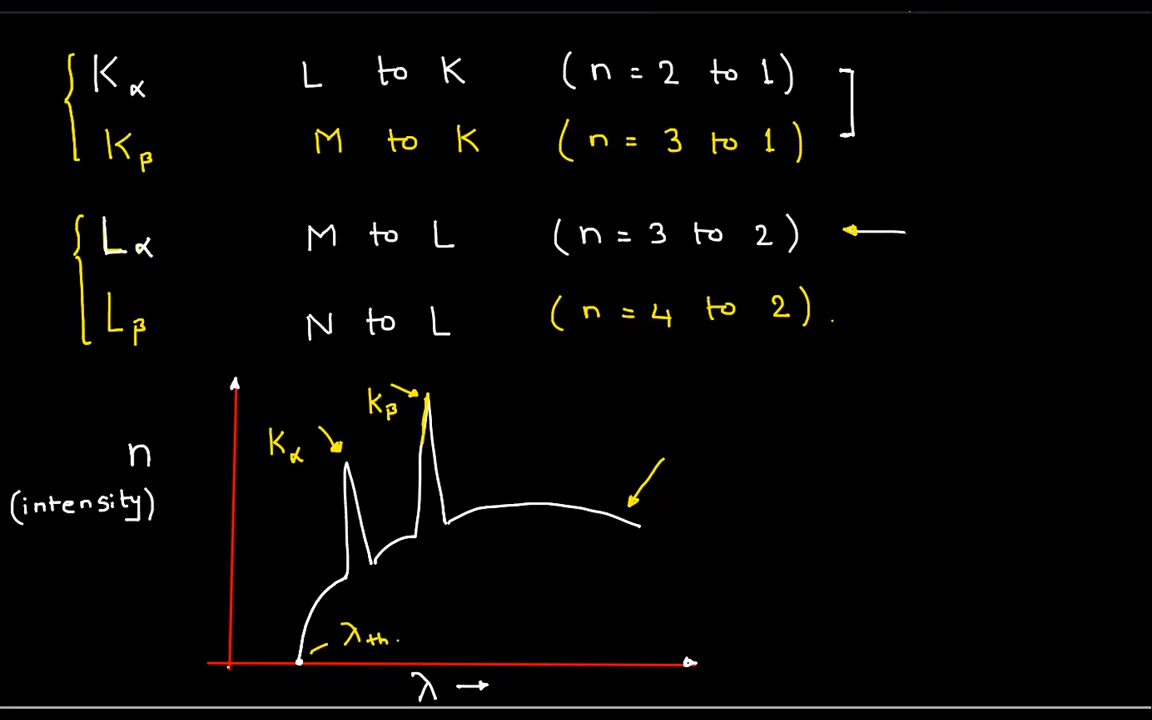 Kα L to K (n = 2 to 1)
Kβ M to K (n = 3 to 1)
Lα M to L (n = 3 to 2)
Lβ N to L (n = 4 to 2).
Kβ
Kα
n
(intensity)
λth.
λ →